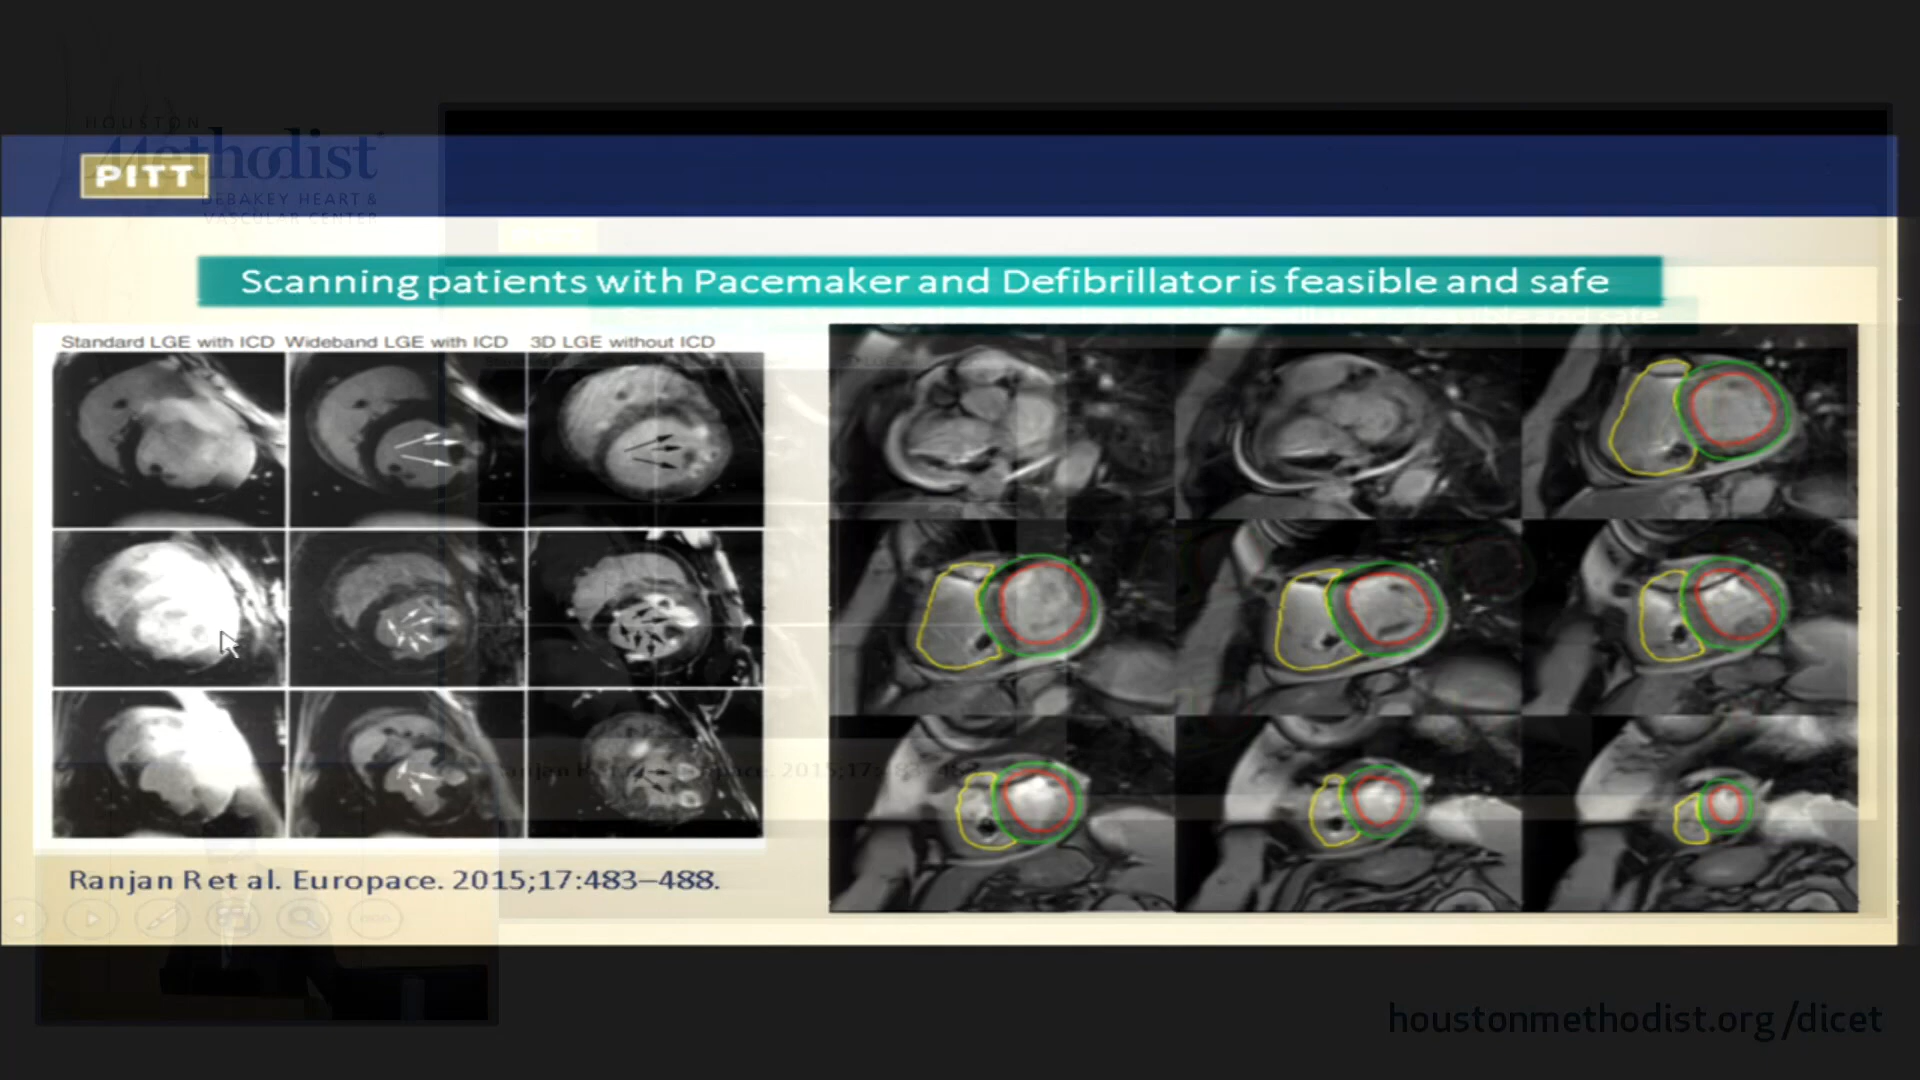 HOUSTON
Methodist
DEBAKEY HEART &
VASCULAR CENTER
PITT
Scanning patients with Pacemaker and Defibrillator is feasible and safe
Standard LGE with ICD Wideband LGE with ICD 3D LGE without ICD
Ranjan R et al. Europace. 2015;17:483–488.
houstonmethodist.org/dicet